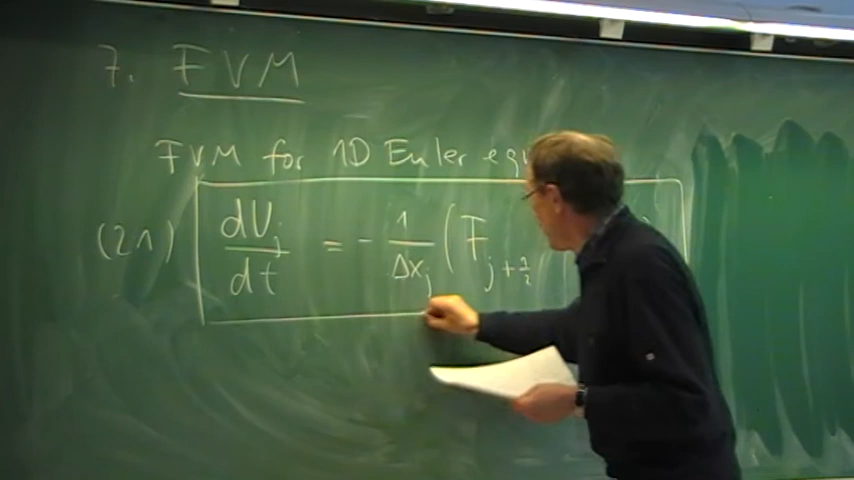 7. FVM
FVM for 1D Euler eq
(21) dU_j/dt = - 1/Δx_j (F_{j+1/2}